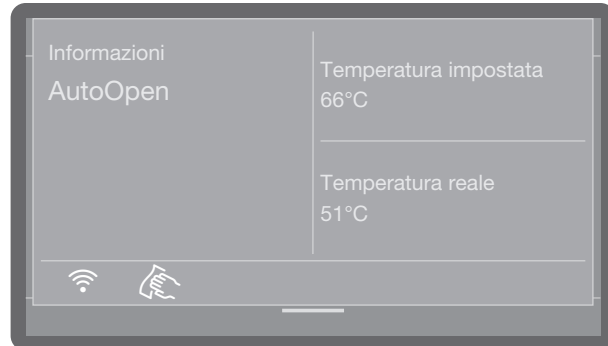 Informazioni
AutoOpen
Temperatura impostata
66°C
Temperatura reale
51°C